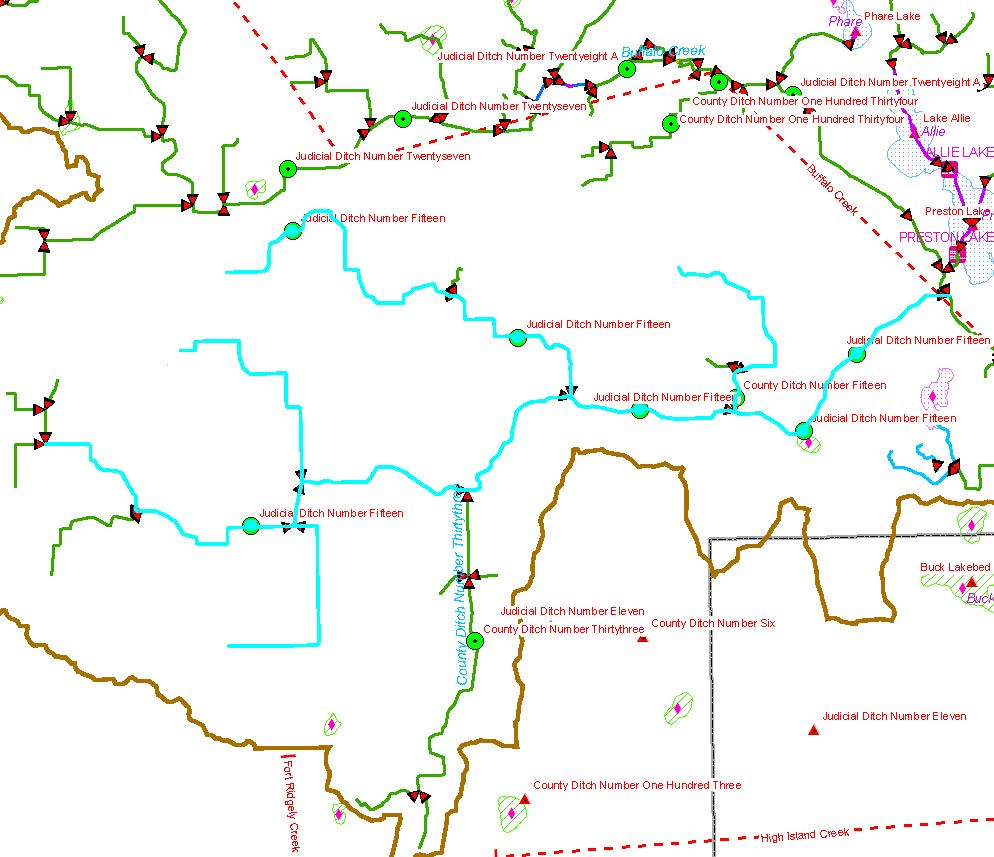 Phare Lake
Phare
Buffalo Creek
Judicial Ditch Number Twentyeight A
Judicial Ditch Number Twentyeight A
Judicial Ditch Number Twentyseven
County Ditch Number One Hundred Thirtyfour
County Ditch Number One Hundred Thirtyfour
Lake Allie
Allie
ALLIE LAKE
Judicial Ditch Number Twentyseven
Buffalo Creek
Preston Lake
PRESTON LAKE
Judicial Ditch Number Fifteen
Judicial Ditch Number Fifteen
Judicial Ditch Number Fifteen
County Ditch Number Fifteen
Judicial Ditch Number Fifteen
Judicial Ditch Number Fifteen
Judicial Ditch Number Fifteen
County Ditch Number Thirtythree
Buck Lakebed
Buck
Judicial Ditch Number Eleven
County Ditch Number Thirtythree
County Ditch Number Six
Judicial Ditch Number Eleven
Fort Ridgely Creek
County Ditch Number One Hundred Three
High Island Creek